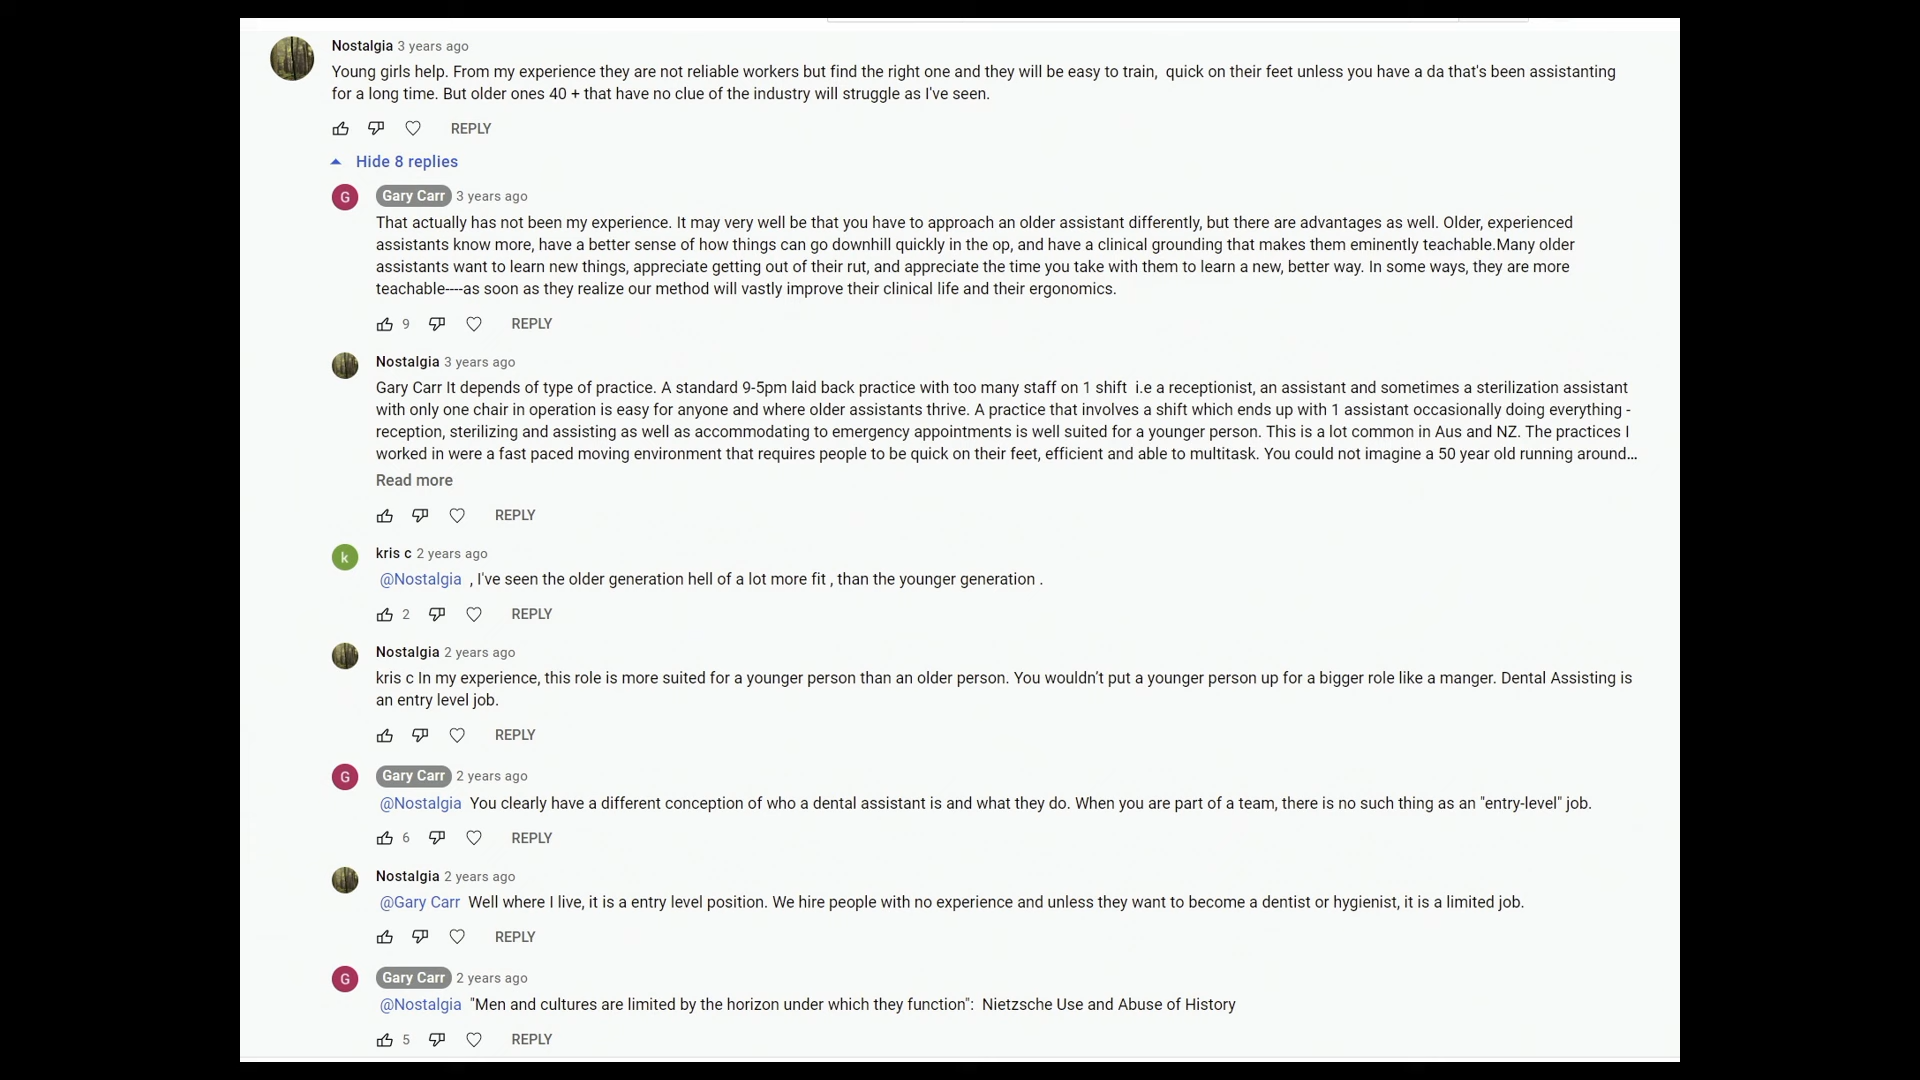 Nostalgia 3 years ago
Young girls help. From my experience they are not reliable workers but find the right one and they will be easy to train,  quick on their feet unless you have a da that's been assistanting
for a long time. But older ones 40 + that have no clue of the industry will struggle as I've seen.
REPLY
Hide 8 replies
G Gary Carr 3 years ago
That actually has not been my experience. It may very well be that you have to approach an older assistant differently, but there are advantages as well. Older, experienced
assistants know more, have a better sense of how things can go downhill quickly in the op, and have a clinical grounding that makes them eminently teachable.Many older
assistants want to learn new things, appreciate getting out of their rut, and appreciate the time you take with them to learn a new, better way. In some ways, they are more
teachable----as soon as they realize our method will vastly improve their clinical life and their ergonomics.
9 REPLY
Nostalgia 3 years ago
Gary Carr It depends of type of practice. A standard 9-5pm laid back practice with too many staff on 1 shift  i.e a receptionist, an assistant and sometimes a sterilization assistant
with only one chair in operation is easy for anyone and where older assistants thrive. A practice that involves a shift which ends up with 1 assistant occasionally doing everything -
reception, sterilizing and assisting as well as accommodating to emergency appointments is well suited for a younger person. This is a lot common in Aus and NZ. The practices I
worked in were a fast paced moving environment that requires people to be quick on their feet, efficient and able to multitask. You could not imagine a 50 year old running around...
Read more
REPLY
k kris c 2 years ago
@Nostalgia , I've seen the older generation hell of a lot more fit , than the younger generation .
2 REPLY
Nostalgia 2 years ago
kris c In my experience, this role is more suited for a younger person than an older person. You wouldn’t put a younger person up for a bigger role like a manger. Dental Assisting is
an entry level job.
REPLY
G Gary Carr 2 years ago
@Nostalgia You clearly have a different conception of who a dental assistant is and what they do. When you are part of a team, there is no such thing as an "entry-level" job.
6 REPLY
Nostalgia 2 years ago
@Gary Carr Well where I live, it is a entry level position. We hire people with no experience and unless they want to become a dentist or hygienist, it is a limited job.
REPLY
G Gary Carr 2 years ago
@Nostalgia "Men and cultures are limited by the horizon under which they function":  Nietzsche Use and Abuse of History
5 REPLY